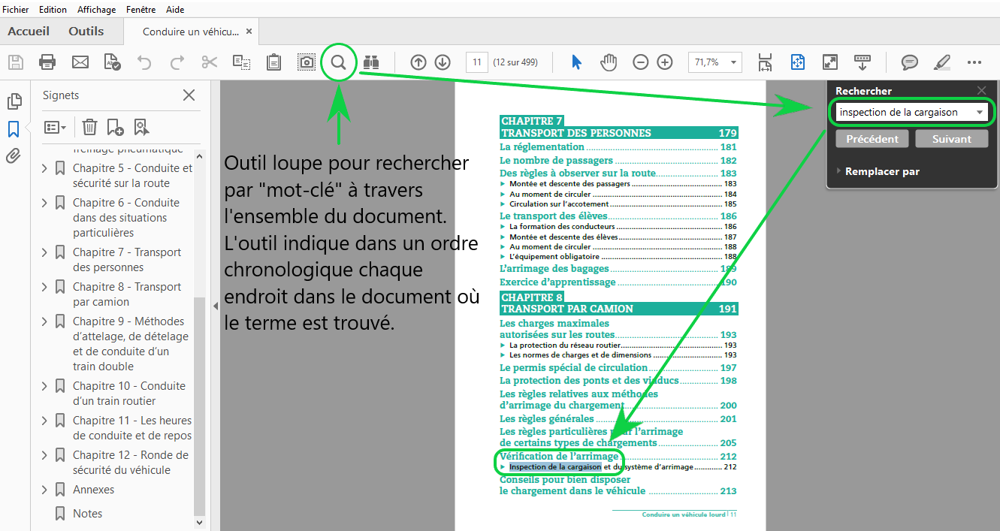 Fichier Edition Affichage Fenêtre Aide
Accueil Outils Conduire un véhicu... ×
11 (12 sur 499) 71,7%
Signets
freinage pneumatique
Chapitre 5 - Conduite et
sécurité sur la route
Chapitre 6 - Conduite
dans des situations
particulières
Chapitre 7 - Transport
des personnes
Chapitre 8 - Transport
par camion
Chapitre 9 - Méthodes
d’attelage, de dételage
et de conduite d’un
train double
Chapitre 10 - Conduite
d’un train routier
Chapitre 11 - Les heures
de conduite et de repos
Chapitre 12 - Ronde de
sécurité du véhicule
Annexes
Notes
Outil loupe pour rechercher
par "mot-clé" à travers
l'ensemble du document.
L'outil indique dans un ordre
chronologique chaque
endroit dans le document où
le terme est trouvé.
CHAPITRE 7
TRANSPORT DES PERSONNES 179
La réglementation 181
Le nombre de passagers 182
Des règles à observer sur la route 183
Montée et descente des passagers 183
Au moment de circuler 184
Circulation sur l’accotement 185
Le transport des élèves 186
La formation des conducteurs 186
Montée et descente des élèves 187
Au moment de circuler 188
L’équipement obligatoire 188
L’arrimage des bagages 189
Exercice d’apprentissage 190
CHAPITRE 8
TRANSPORT PAR CAMION 191
Les charges maximales
autorisées sur les routes 193
La protection du réseau routier 193
Les normes de charges et de dimensions 193
Le permis spécial de circulation 197
La protection des ponts et des viaducs 198
Les règles relatives aux méthodes
d’arrimage du chargement 200
Les règles générales 201
Les règles particulières pour l’arrimage
de certains types de chargements 205
Vérification de l’arrimage 212
Inspection de la cargaison et du système d’arrimage 212
Conseils pour bien disposer
le chargement dans le véhicule 213
Conduire un véhicule lourd | 11
Rechercher
inspection de la cargaison
Précédent Suivant
Remplacer par